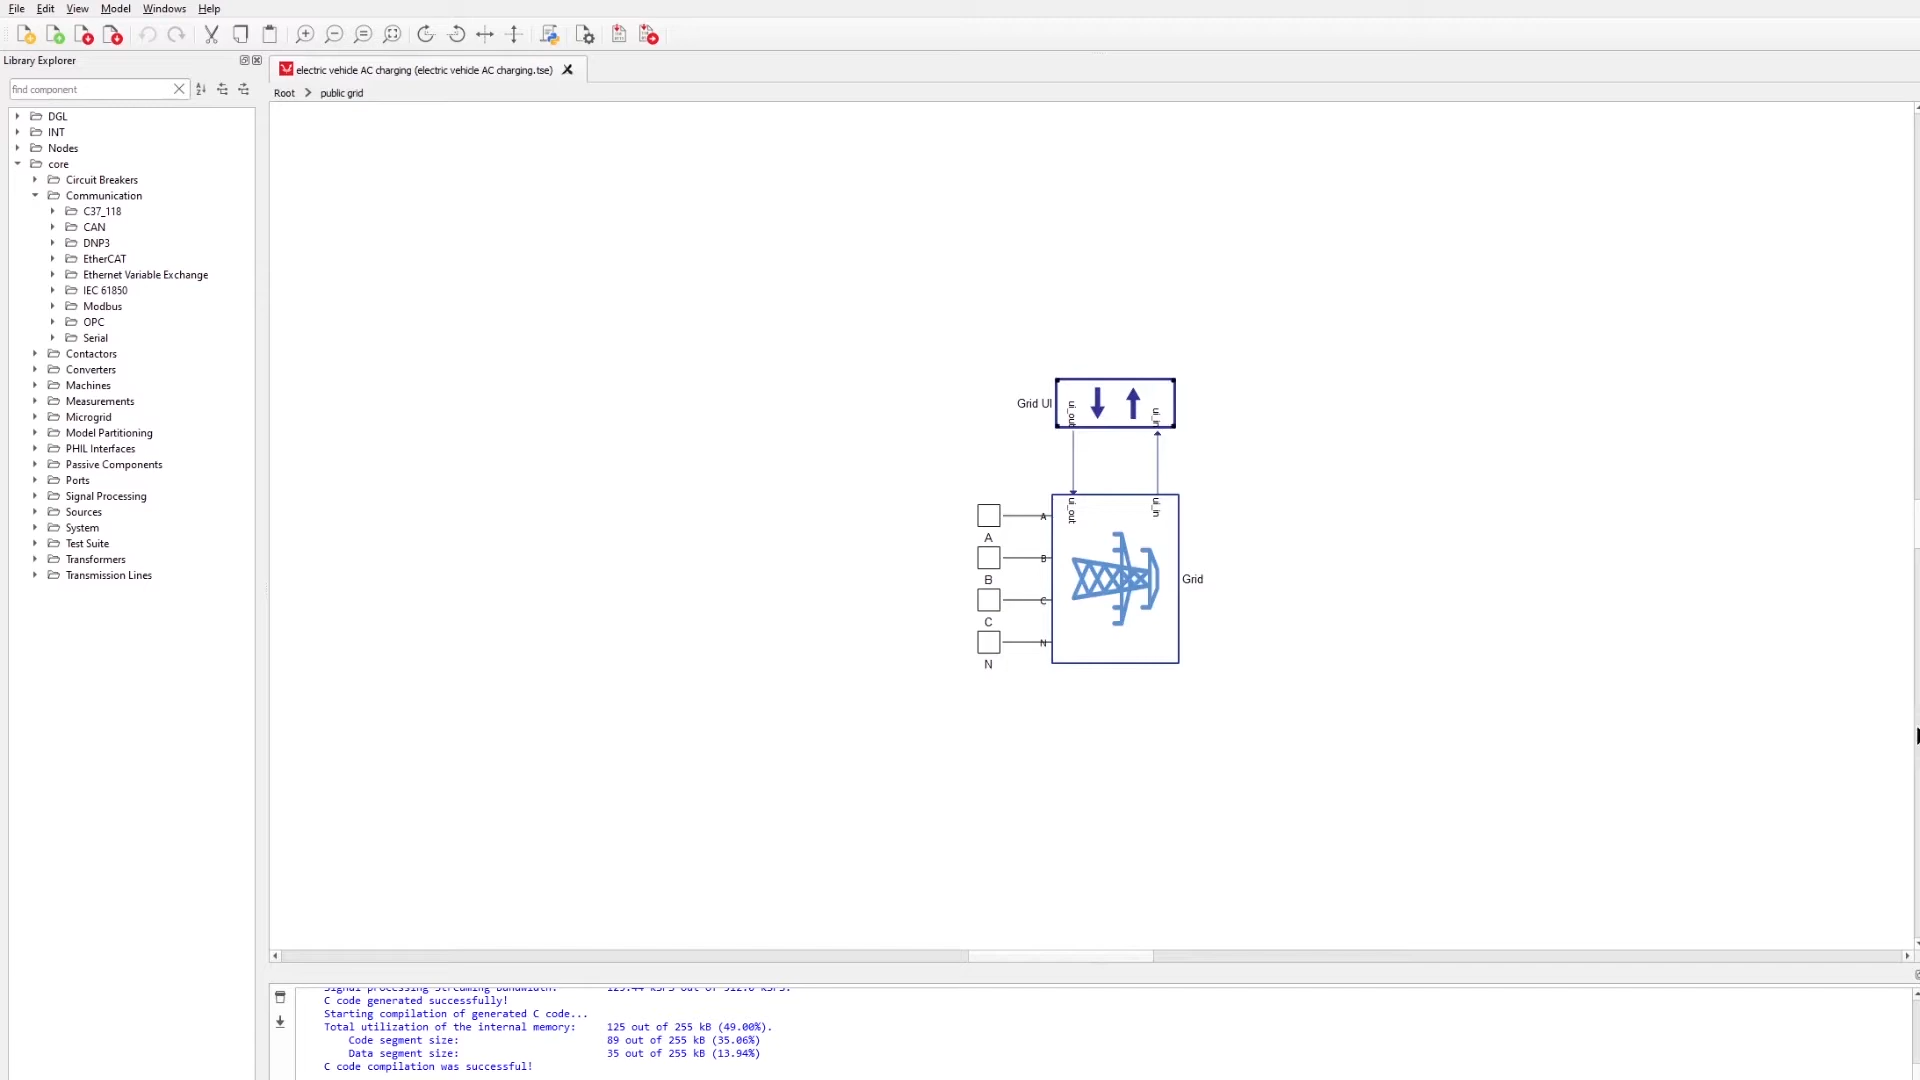 File Edit View Model Windows Help
Library Explorer
electric vehicle AC charging (electric vehicle AC charging.tse)
find component
Root > public grid
DGL
INT
Nodes
core
Circuit Breakers
Communication
C37_118
CAN
DNP3
EtherCAT
Ethernet Variable Exchange
IEC 61850
Modbus
OPC
Serial
Contactors
Converters
Machines
Measurements
Microgrid
Model Partitioning
PHIL Interfaces
Passive Components
Ports
Signal Processing
Sources
System
Test Suite
Transformers
Transmission Lines
Grid UI
ui_out
ui_in
ui_out
ui_in
A
A
B
B
C
C
N
N
Grid
C code generated successfully!
Starting compilation of generated C code...
Total utilization of the internal memory: 125 out of 255 kB (49.00%).
Code segment size: 89 out of 255 kB (35.06%)
Data segment size: 35 out of 255 kB (13.94%)
C code compilation was successful!